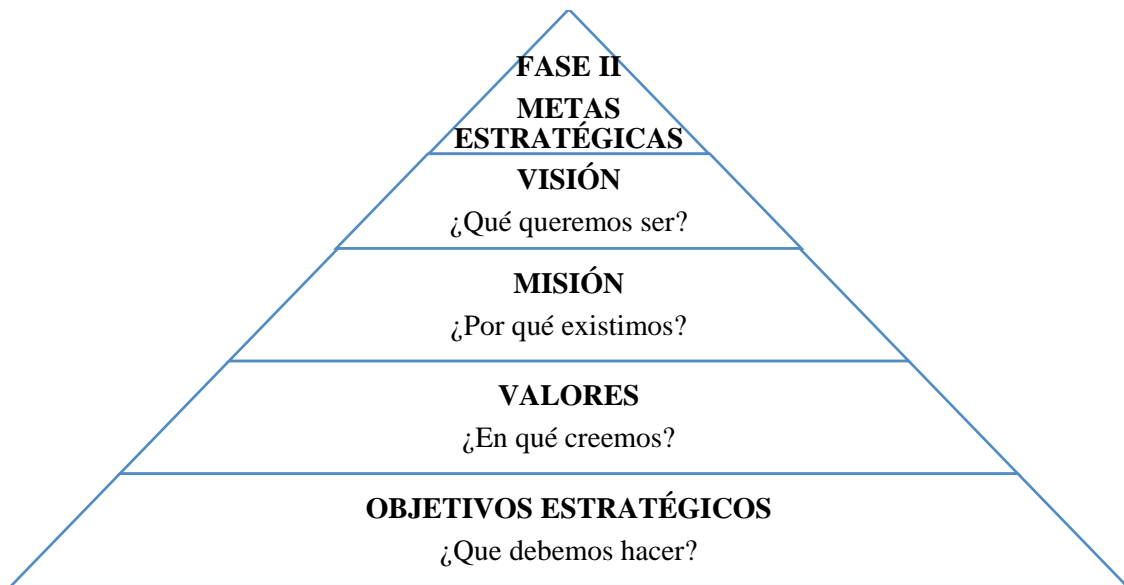 FASE II
METAS
ESTRATÉGICAS
VISIÓN
¿Qué queremos ser?
MISIÓN
¿Por qué existimos?
VALORES
¿En qué creemos?
OBJETIVOS ESTRATÉGICOS
¿Que debemos hacer?